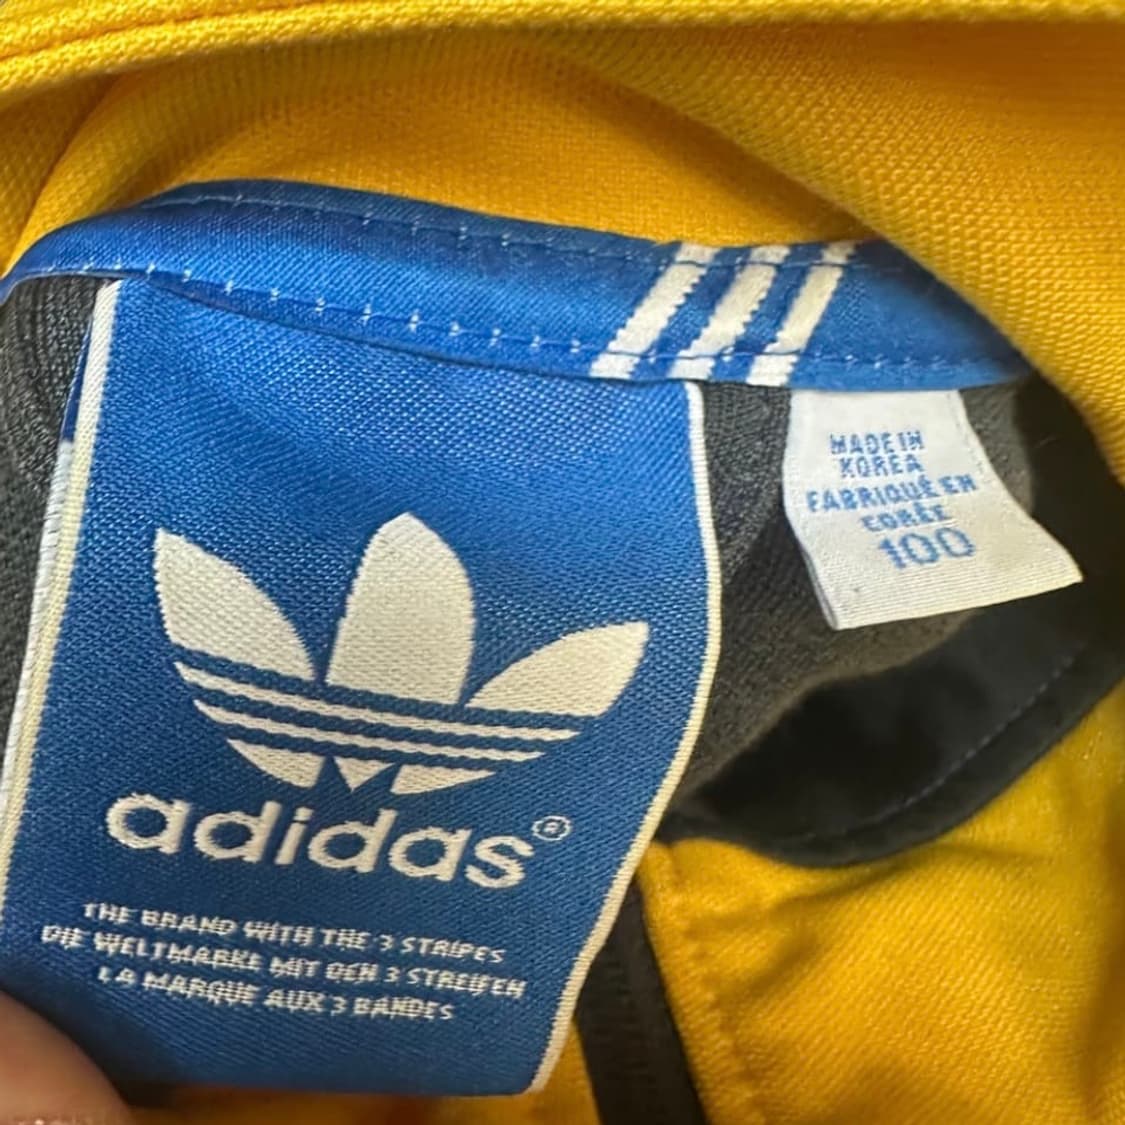 MADE IN
KOREA
FABRIQUÉ EN
CORÉE
100
adidas®
THE BRAND WITH THE 3 STRIPES
DIE WELTMARKE MIT DEN 3 STREIFEN
LA MARQUE AUX 3 BANDES